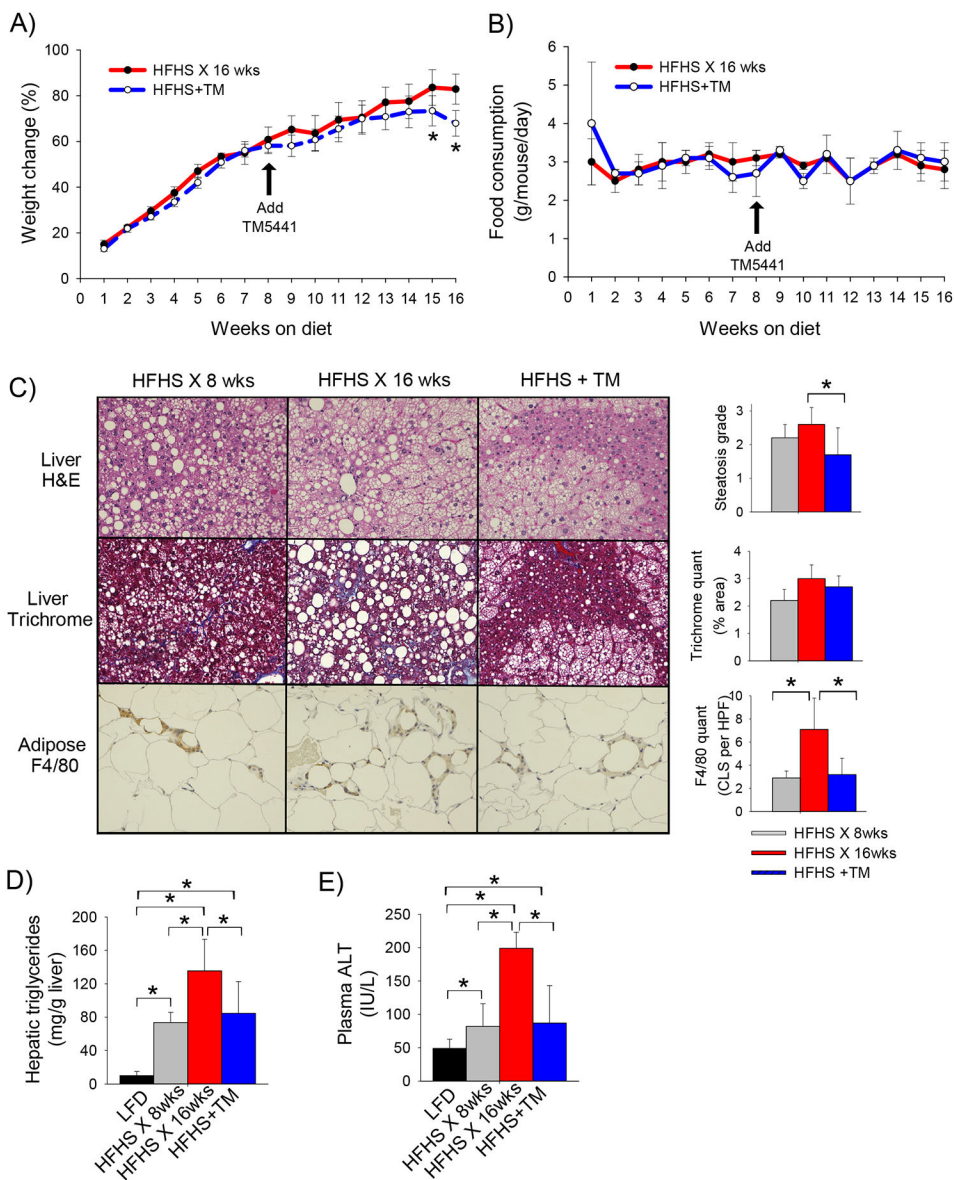 A)
100
80
60
40
20
0
Weight change (%)
HFHS X 16 wks
HFHS+TM
Add
TM5441
*
*
0 1 2 3 4 5 6 7 8 9 10 11 12 13 14 15 16
Weeks on diet
B)
6
5
4
3
2
1
0
Food consumption
(g/mouse/day)
HFHS X 16 wks
HFHS+TM
Add
TM5441
0 1 2 3 4 5 6 7 8 9 10 11 12 13 14 15 16
Weeks on diet
C)
HFHS X 8 wks
HFHS X 16 wks
HFHS + TM
Liver
H&E
Liver
Trichrome
Adipose
F4/80
Steatosis grade
3
2
1
0
*
Trichrome quant
(% area)
4
3
2
1
0
F4/80 quant
(CLS per HPF)
10
8
6
4
2
0
* *
HFHS X 8wks
HFHS X 16wks
HFHS +TM
D)
Hepatic triglycerides
(mg/g liver)
200
160
120
80
40
0
*
*
* *
*
LFD
HFHS X 8wks
HFHS X 16wks
HFHS+TM
E)
Plasma ALT
(IU/L)
250
200
150
100
50
0
*
*
* *
*
LFD
HFHS X 8wks
HFHS X 16wks
HFHS+TM